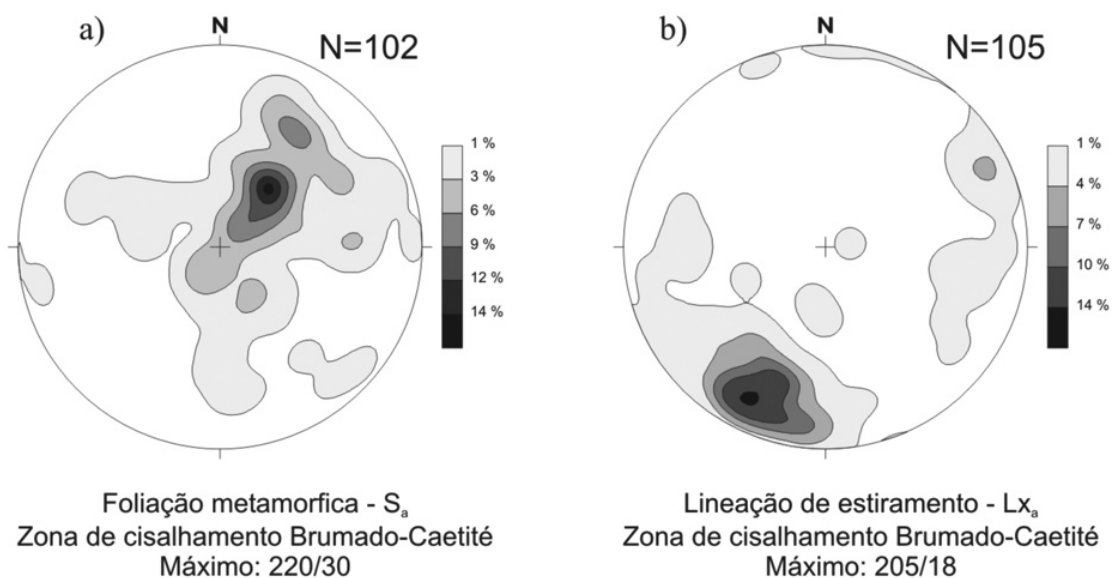 a)
N
N=102
1 %
3 %
6 %
9 %
12 %
14 %
Foliação metamorfica - Sₐ
Zona de cisalhamento Brumado-Caetité
Máximo: 220/30
b)
N
N=105
1 %
4 %
7 %
10 %
14 %
Lineação de estiramento - Lxₐ
Zona de cisalhamento Brumado-Caetité
Máximo: 205/18